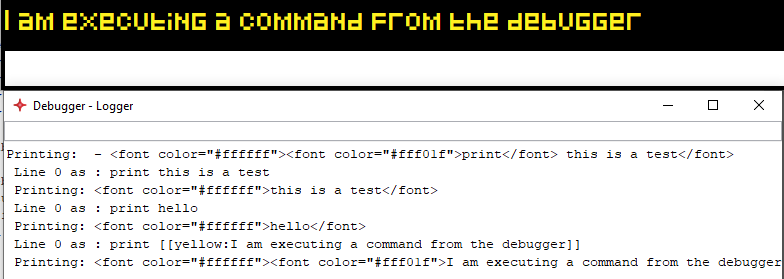 I am executing a command from the debugger
Debugger - Logger
Printing:  - <font color="#ffffff"><font color="#fff01f">print</font> this is a test</font>
Line 0 as : print this is a test
Printing: <font color="#ffffff">this is a test</font>
Line 0 as : print hello
Printing: <font color="#ffffff">hello</font>
Line 0 as : print [[yellow:I am executing a command from the debugger]]
Printing: <font color="#ffffff"><font color="#fff01f">I am executing a command from the debugger